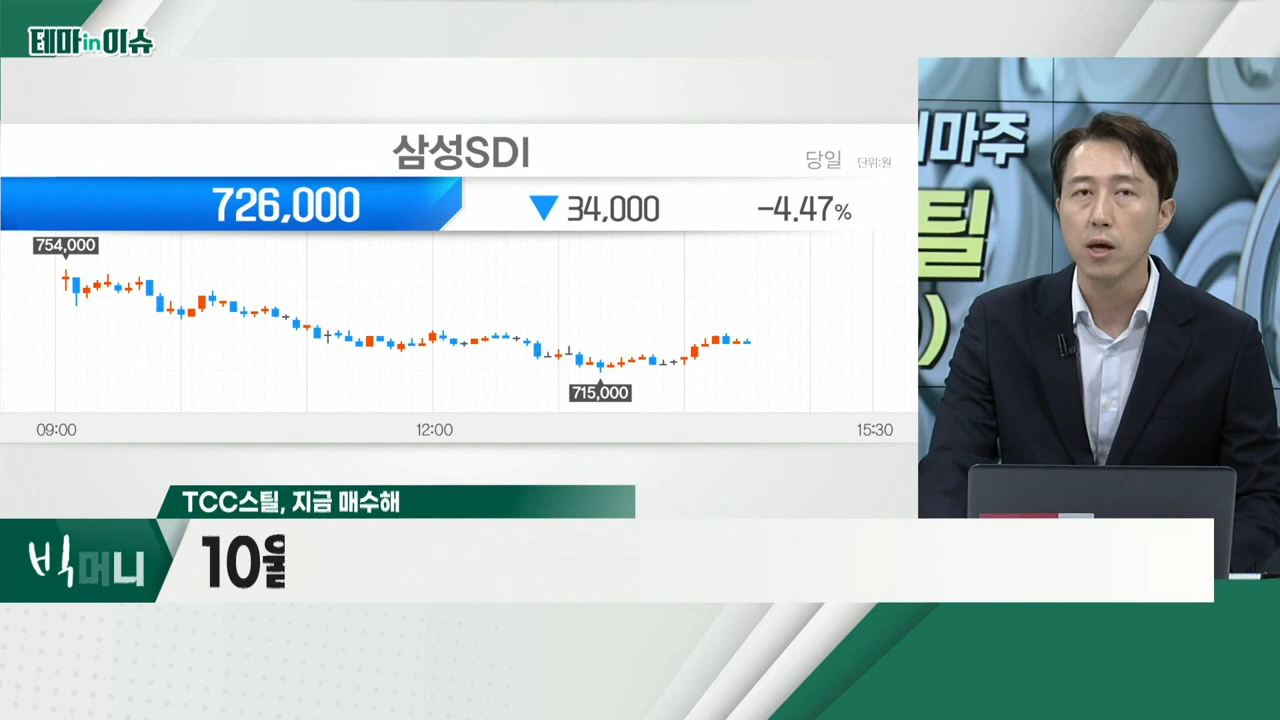 테마in이슈
삼성SDI
당일 단위:원
726,000 ▼34,000 -4.47%
754,000
715,000
09:00 12:00 15:30
마주
틸
)
TCC스틸, 지금 매수해
빅머니
10월